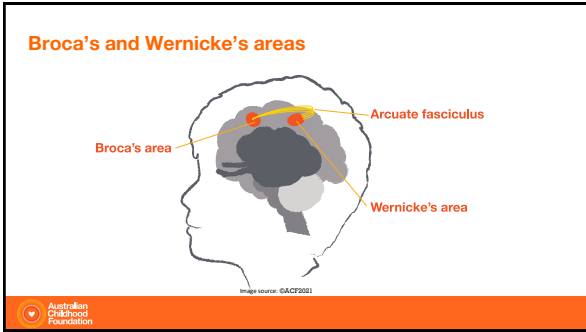 Broca's and Wernicke's areas
Arcuate fasciculus
Broca's area
Wernicke's area
Image source: ©ACF2021
Australian
Childhood
Foundation